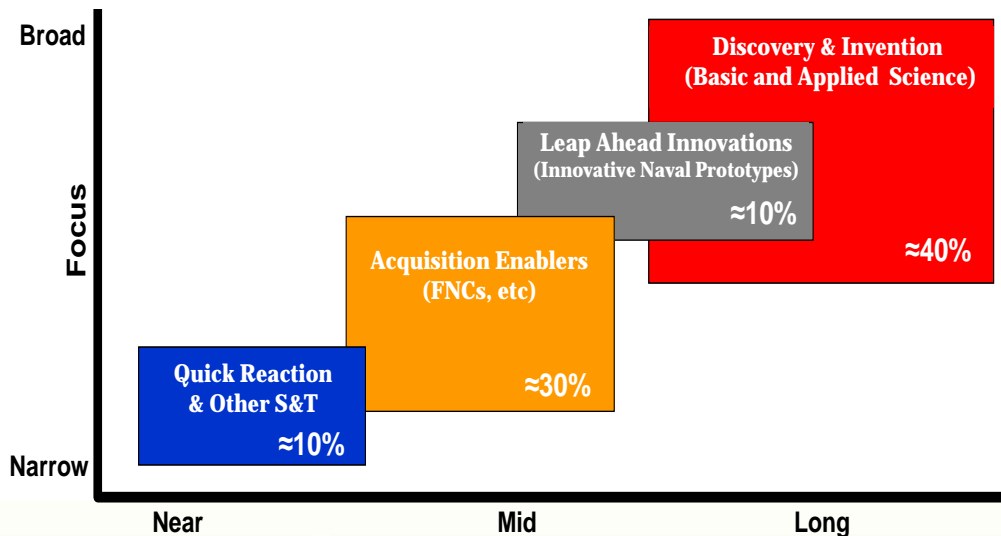 Broad
Focus
Narrow
Discovery & Invention
(Basic and Applied Science)
≈40%
Leap Ahead Innovations
(Innovative Naval Prototypes)
≈10%
Acquisition Enablers
(FNCs, etc)
≈30%
Quick Reaction
& Other S&T
≈10%
Near
Mid
Long